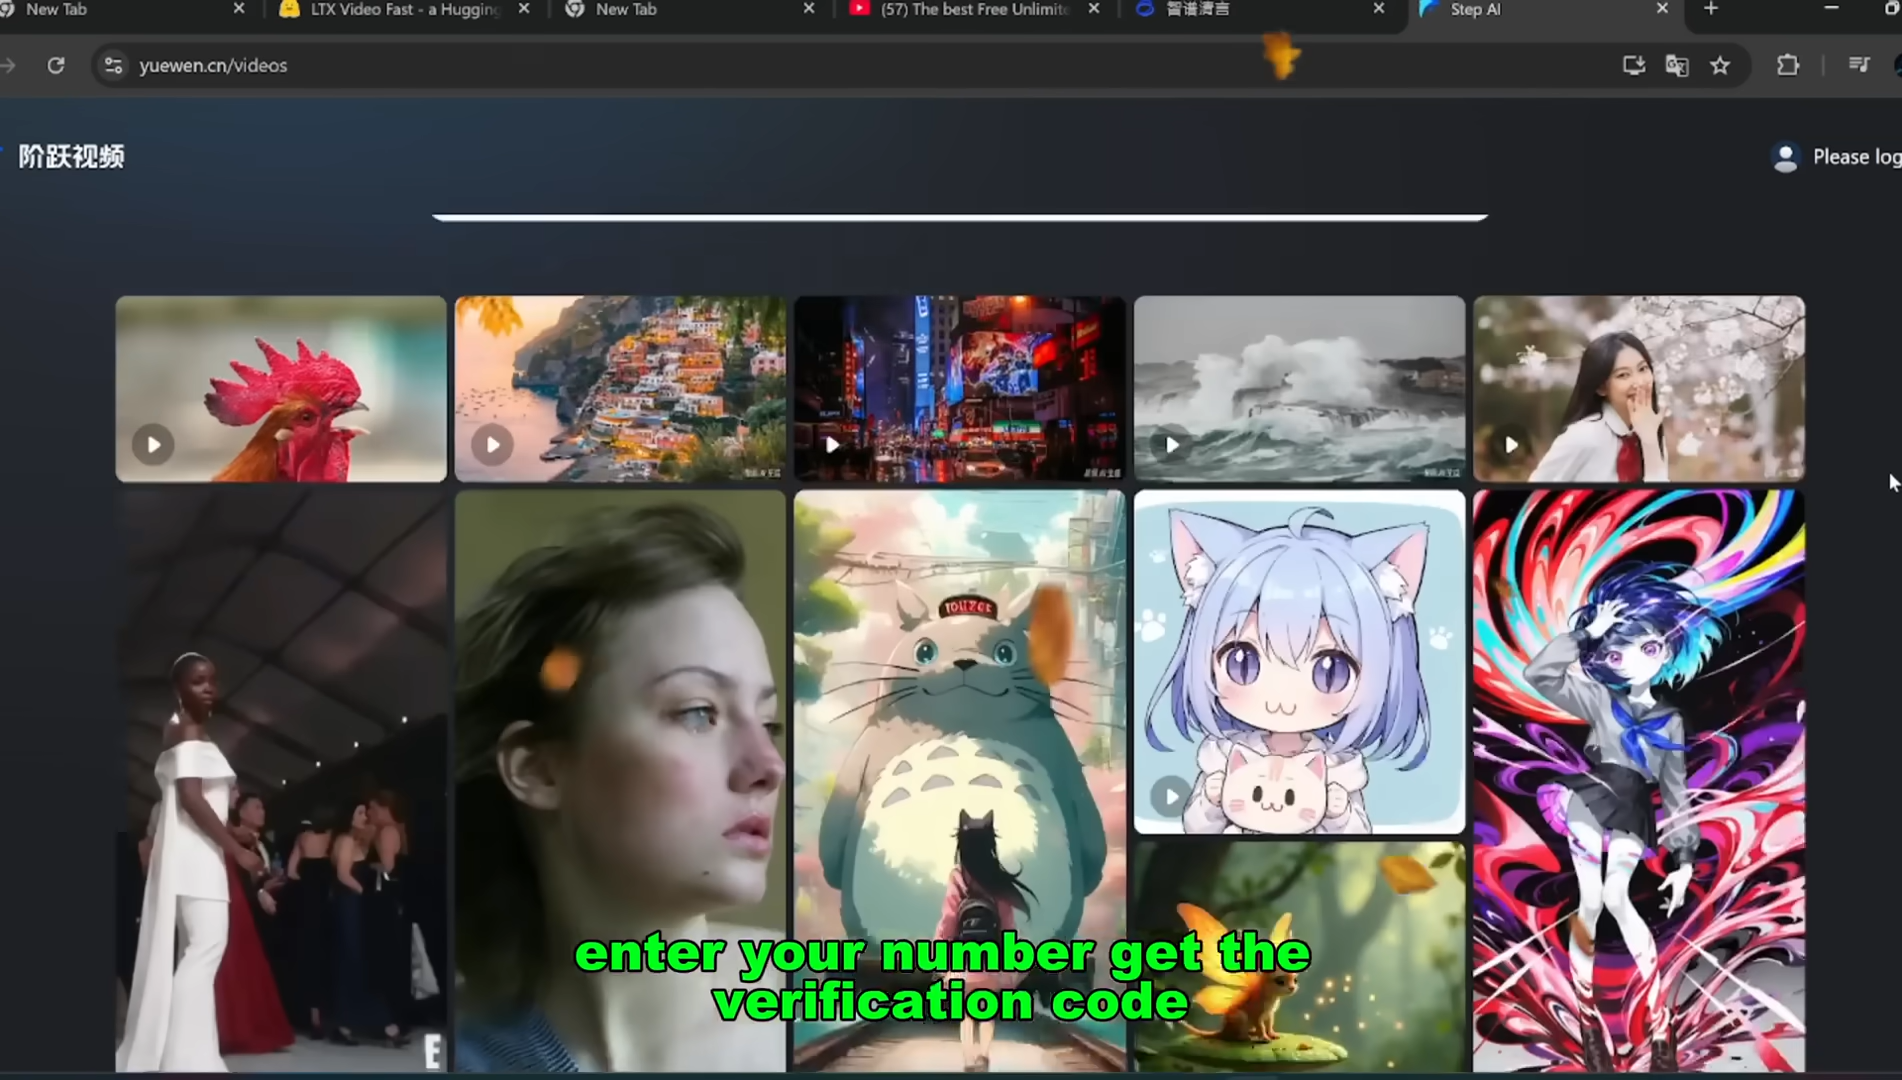 New Tab
LTX Video Fast - a Hugging
New Tab
(57) The best Free Unlimite
智谱清言
Step AI
yuewen.cn/videos
阶跃视频
Please log
E
enter your number get the
verification code